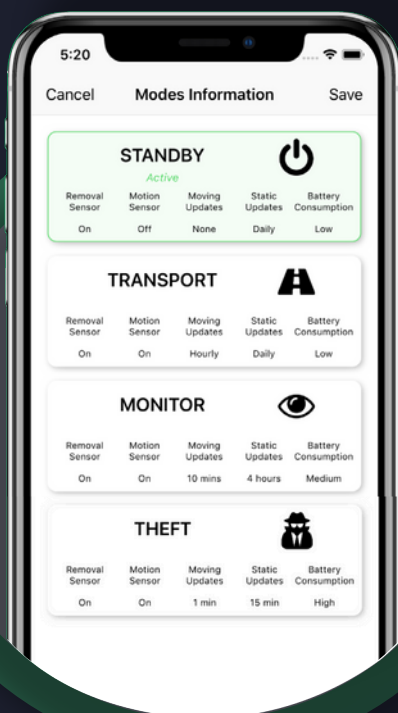 5:20
Cancel Modes Information Save
STANDBY
Active
Removal Motion Moving Static Battery
Sensor Sensor Updates Updates Consumption
On Off None Daily Low
TRANSPORT
Removal Motion Moving Static Battery
Sensor Sensor Updates Updates Consumption
On On Hourly Daily Low
MONITOR
Removal Motion Moving Static Battery
Sensor Sensor Updates Updates Consumption
On On 10 mins 4 hours Medium
THEFT
Removal Motion Moving Static Battery
Sensor Sensor Updates Updates Consumption
On On 1 min 15 min High